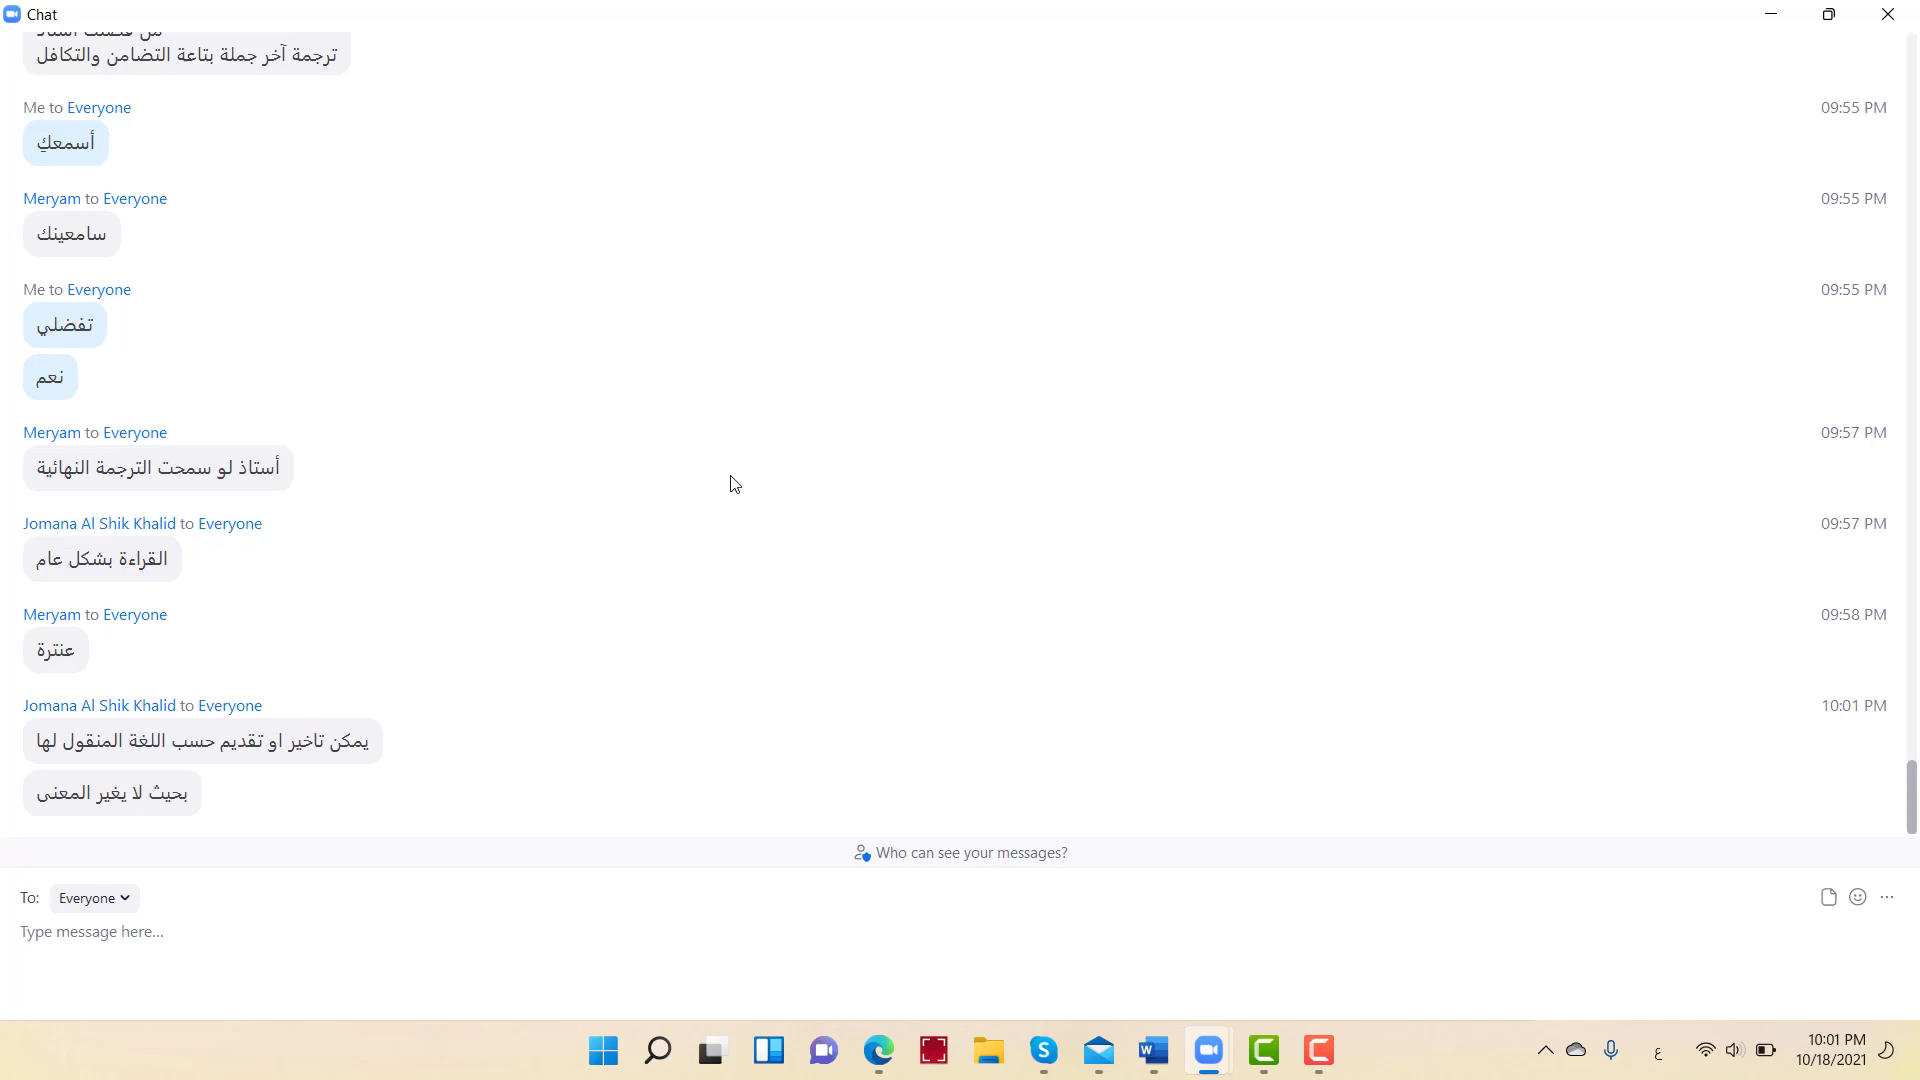 Chat
من فضلك استاذ
ترجمة آخر جملة بتاعة التضامن والتكافل
Me to Everyone 09:55 PM
أسمعكِ
Meryam to Everyone 09:55 PM
سامعينك
Me to Everyone 09:55 PM
تفضلي
نعم
Meryam to Everyone 09:57 PM
أستاذ لو سمحت الترجمة النهائية
Jomana Al Shik Khalid to Everyone 09:57 PM
القراءة بشكل عام
Meryam to Everyone 09:58 PM
عنترة
Jomana Al Shik Khalid to Everyone 10:01 PM
يمكن تاخير او تقديم حسب اللغة المنقول لها
بحيث لا يغير المعنى
Who can see your messages?
To: Everyone
Type message here...
ع
10:01 PM
10/18/2021